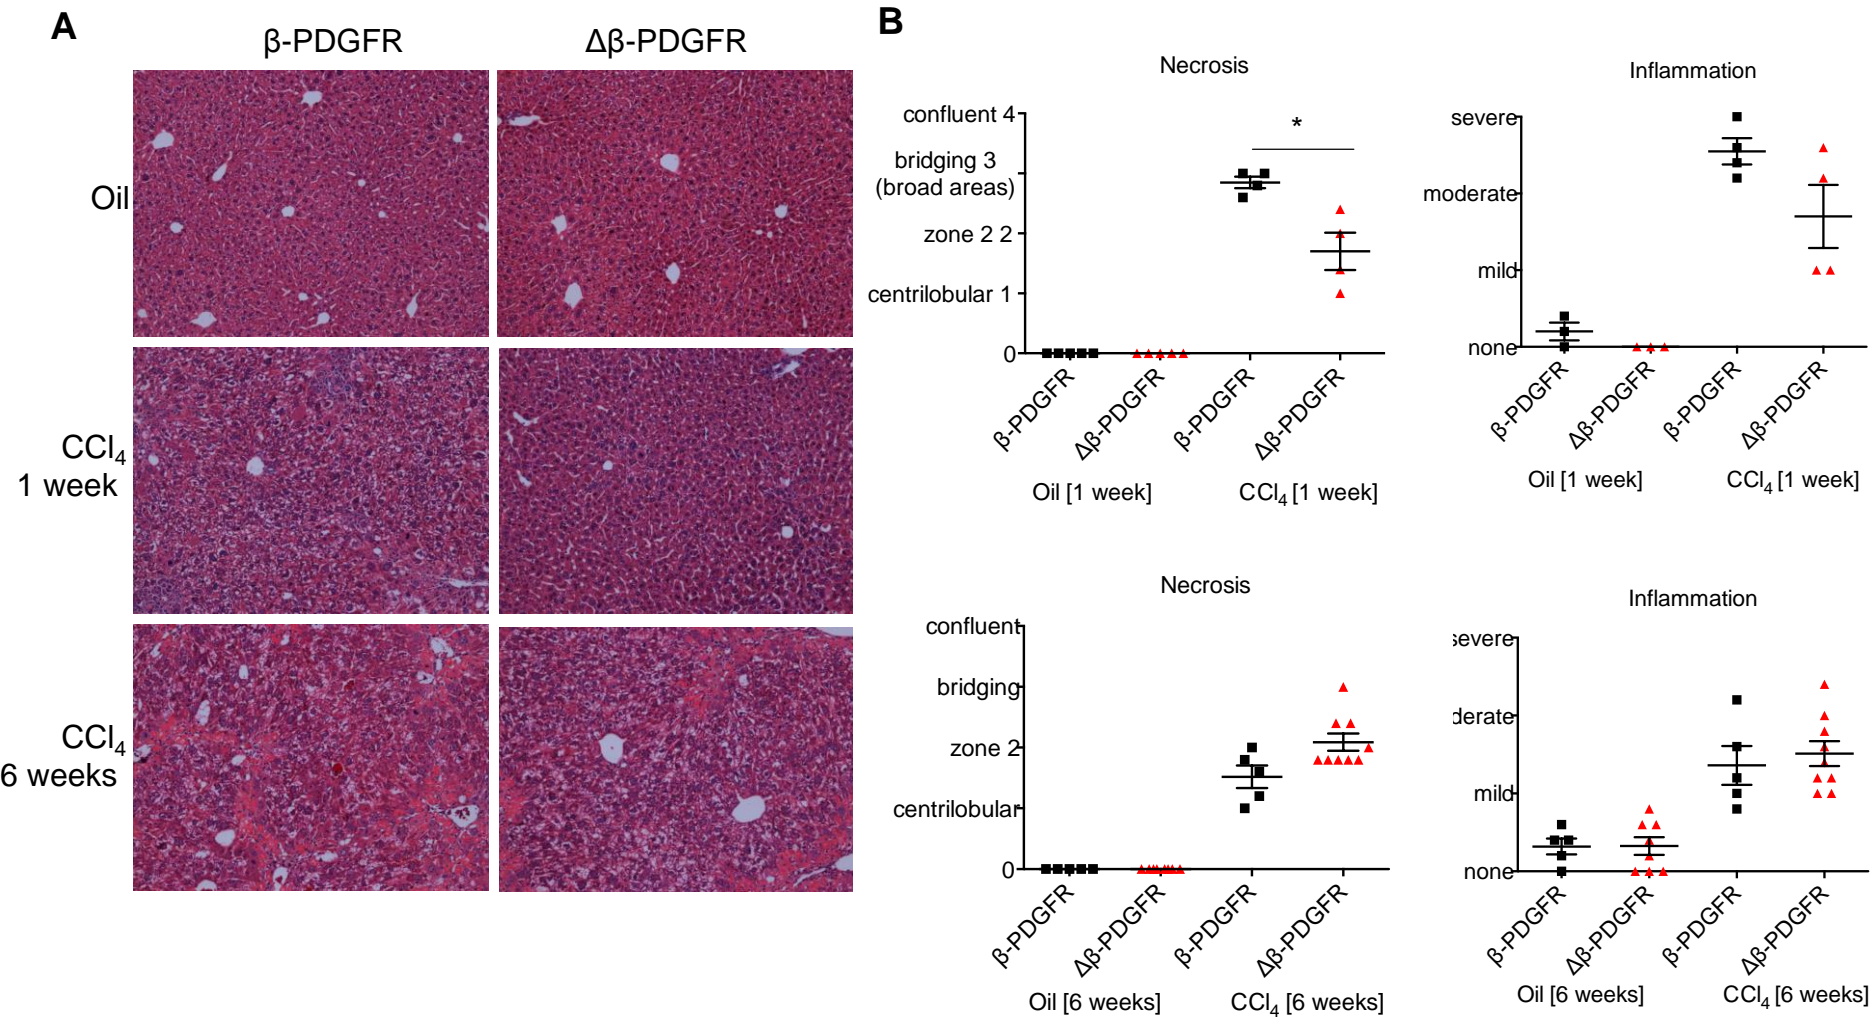 A
β-PDGFR
Δβ-PDGFR
Oil
CCl4
1 week
CCl4
6 weeks
B
Necrosis
confluent 4
bridging 3
(broad areas)
zone 2 2
centrilobular 1
0
*
β-PDGFR
Δβ-PDGFR
β-PDGFR
Δβ-PDGFR
Oil [1 week]
CCl4 [1 week]
Inflammation
severe
moderate
mild
none
β-PDGFR
Δβ-PDGFR
β-PDGFR
Δβ-PDGFR
Oil [1 week]
CCl4 [1 week]
Necrosis
confluent
bridging
zone 2
centrilobular
0
β-PDGFR
Δβ-PDGFR
β-PDGFR
Δβ-PDGFR
Oil [6 weeks]
CCl4 [6 weeks]
Inflammation
severe
derate
mild
none
β-PDGFR
Δβ-PDGFR
β-PDGFR
Δβ-PDGFR
Oil [6 weeks]
CCl4 [6 weeks]